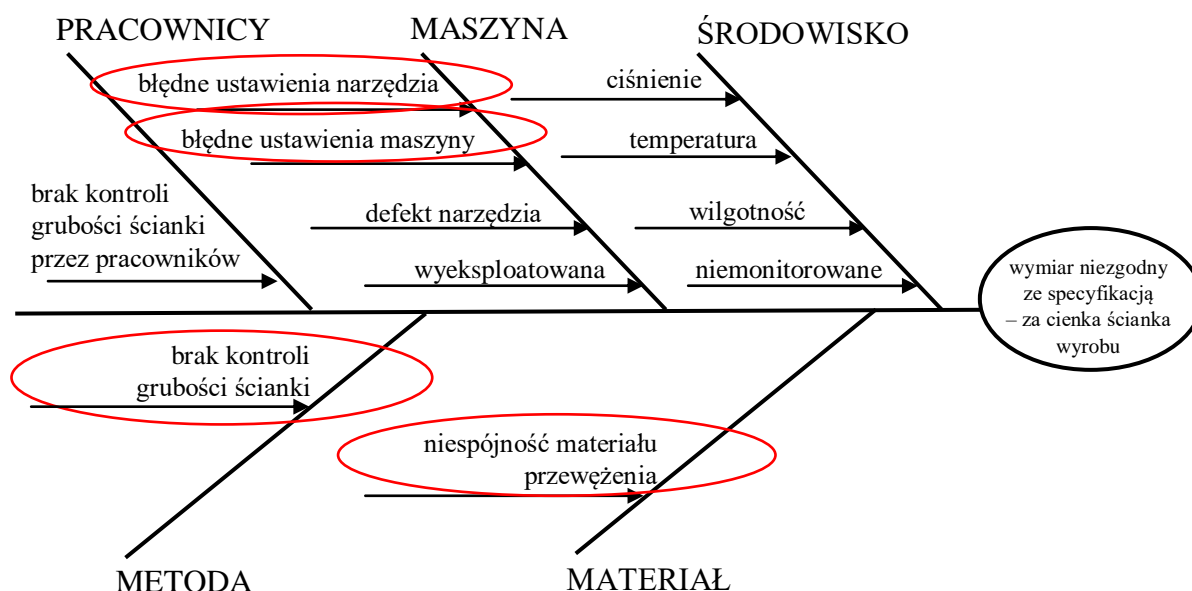 PRACOWNICY
MASZYNA
ŚRODOWISKO
błędne ustawienia narzędzia
błędne ustawienia maszyny
brak kontroli
grubości ścianki
przez pracowników
defekt narzędzia
wyeksploatowana
ciśnienie
temperatura
wilgotność
niemonitorowane
wymiar niezgodny
ze specyfikacją
– za cienka ścianka
wyrobu
brak kontroli
grubości ścianki
niespójność materiału
przewężenia
METODA
MATERIAŁ